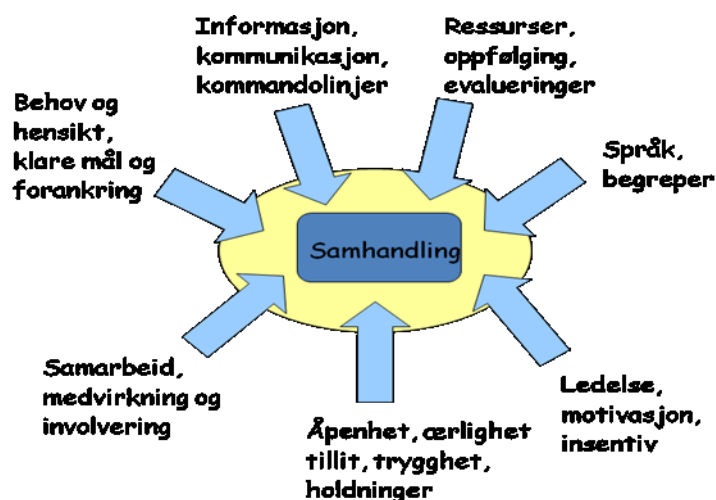 Informasjon,
kommunikasjon,
kommandolinjer
Ressurser,
oppfølging,
evalueringer
Behov og
hensikt,
klare mål og
forankring
Språk,
begreper
Samhandling
Samarbeid,
medvirkning og
involvering
Åpenhet, ærlighet
tillit, trygghet,
holdninger
Ledelse,
motivasjon,
insentiv